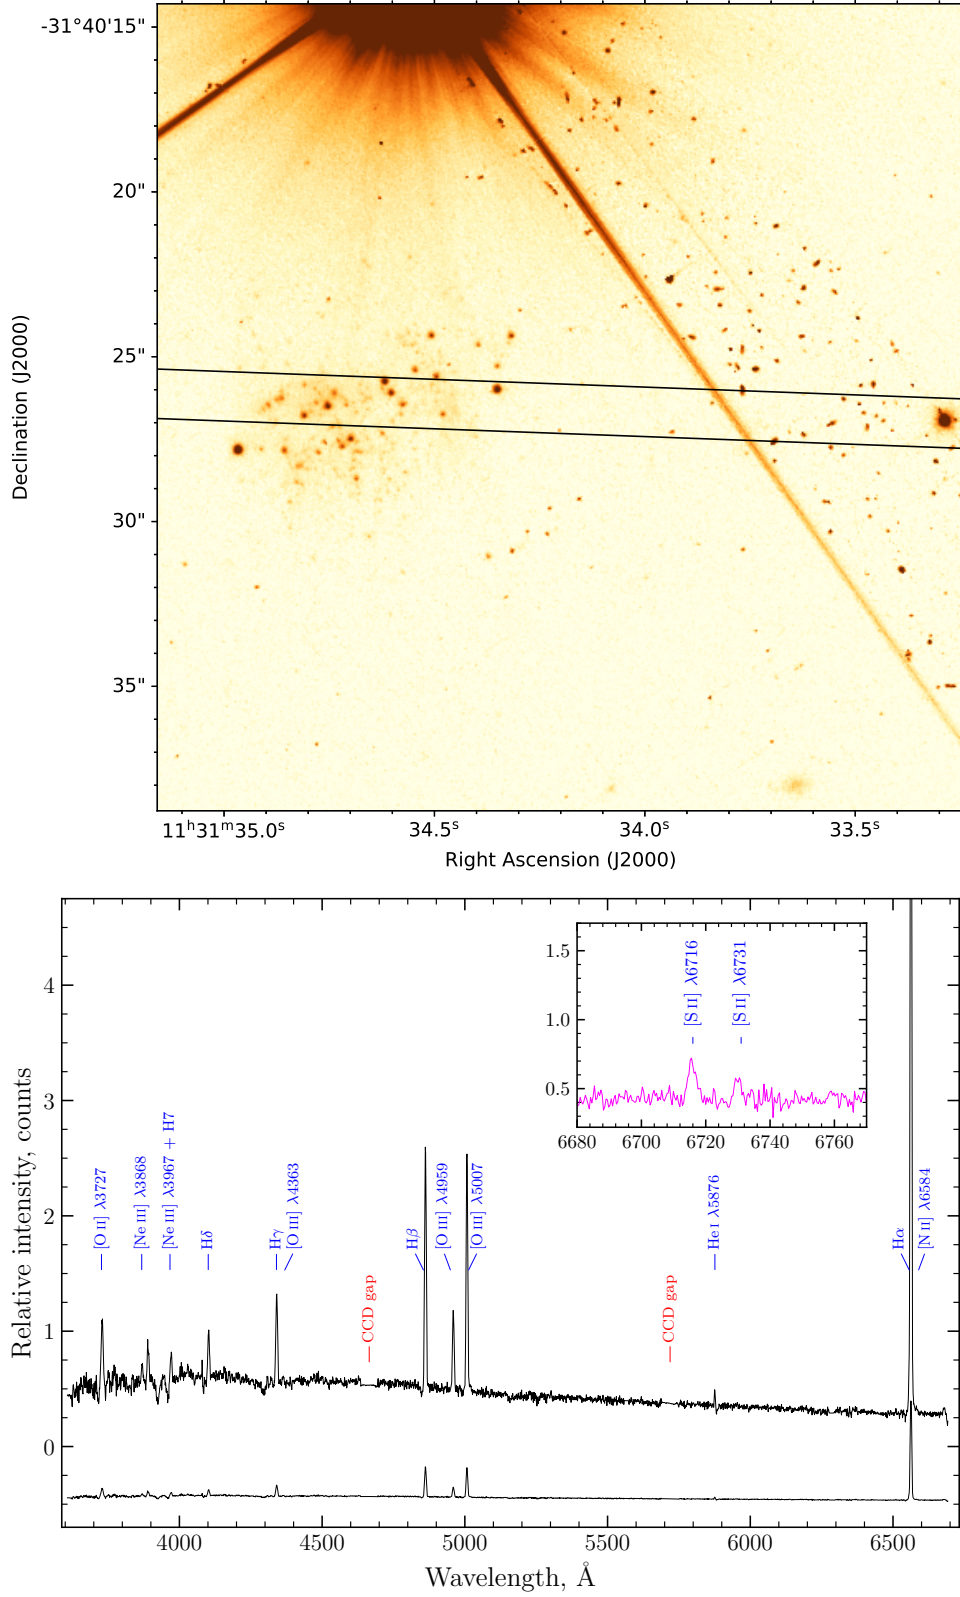 -31°40'15"
20"
25"
30"
35"
Declination (J2000)
11ʰ31ᵐ35.0ˢ
34.5ˢ
34.0ˢ
33.5ˢ
Right Ascension (J2000)
4
3
2
1
0
Relative intensity, counts
[O II] λ3727
[Ne III] λ3868
[Ne III] λ3967 + H7
Hδ
Hγ
[O III] λ4363
CCD gap
Hβ
[O III] λ4959
[O III] λ5007
CCD gap
He I λ5876
Hα
[N II] λ6584
1.5
1.0
0.5
[S II] λ6716
[S II] λ6731
6680
6700
6720
6740
6760
4000
4500
5000
5500
6000
6500
Wavelength, Å